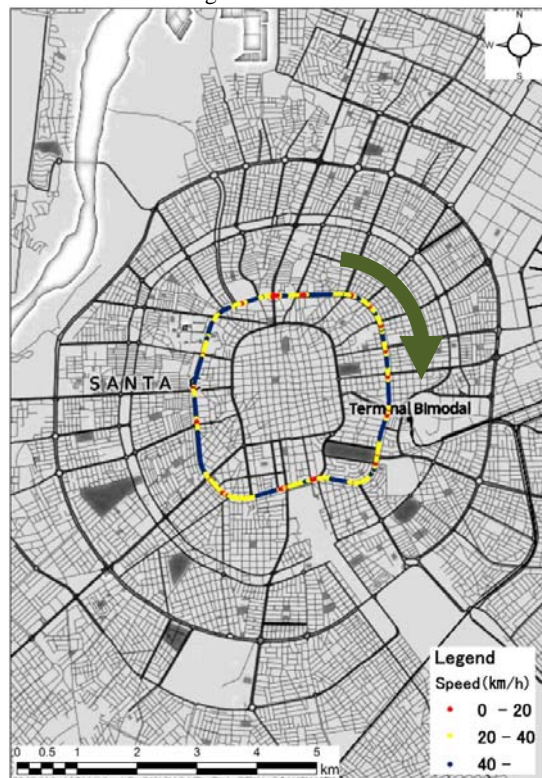 N
W E
S
SANTA
Terminal Bimodal
Legend
Speed(km/h)
0 - 20
20 - 40
40 -
0 0.5 1 2 3 4 5
km